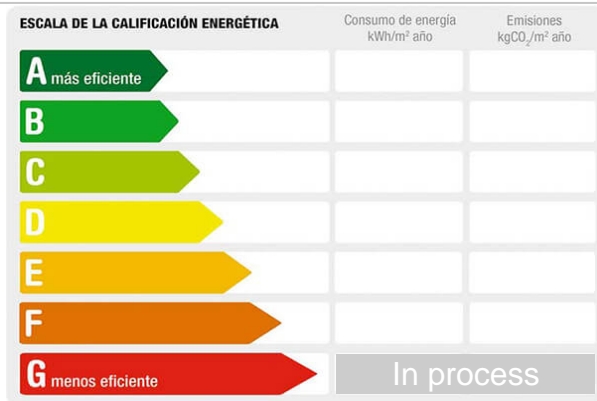 ESCALA DE LA CALIFICACIÓN ENERGÉTICA
Consumo de energía
kWh/m² año
Emisiones
kgCO₂/m² año
A más eficiente
B
C
D
E
F
G menos eficiente
In process